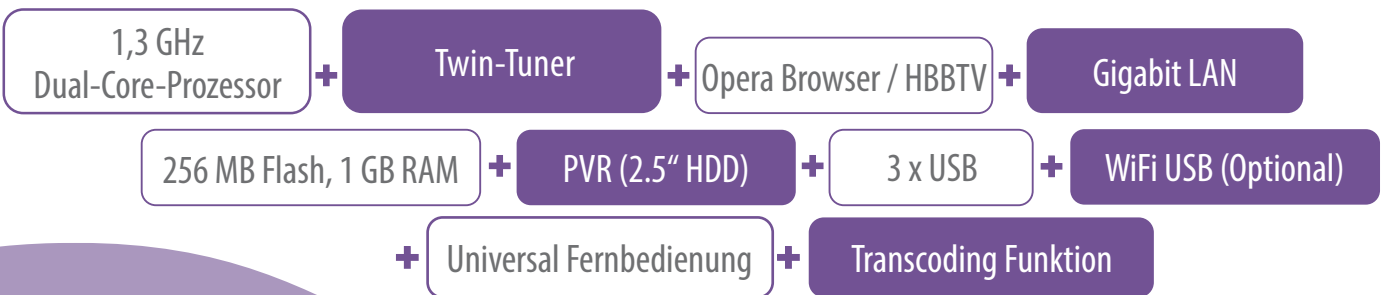 1,3 GHz
Dual-Core-Prozessor + Twin-Tuner + Opera Browser / HBBTV + Gigabit LAN
256 MB Flash, 1 GB RAM + PVR (2.5“ HDD) + 3 x USB + WiFi USB (Optional)
+ Universal Fernbedienung + Transcoding Funktion